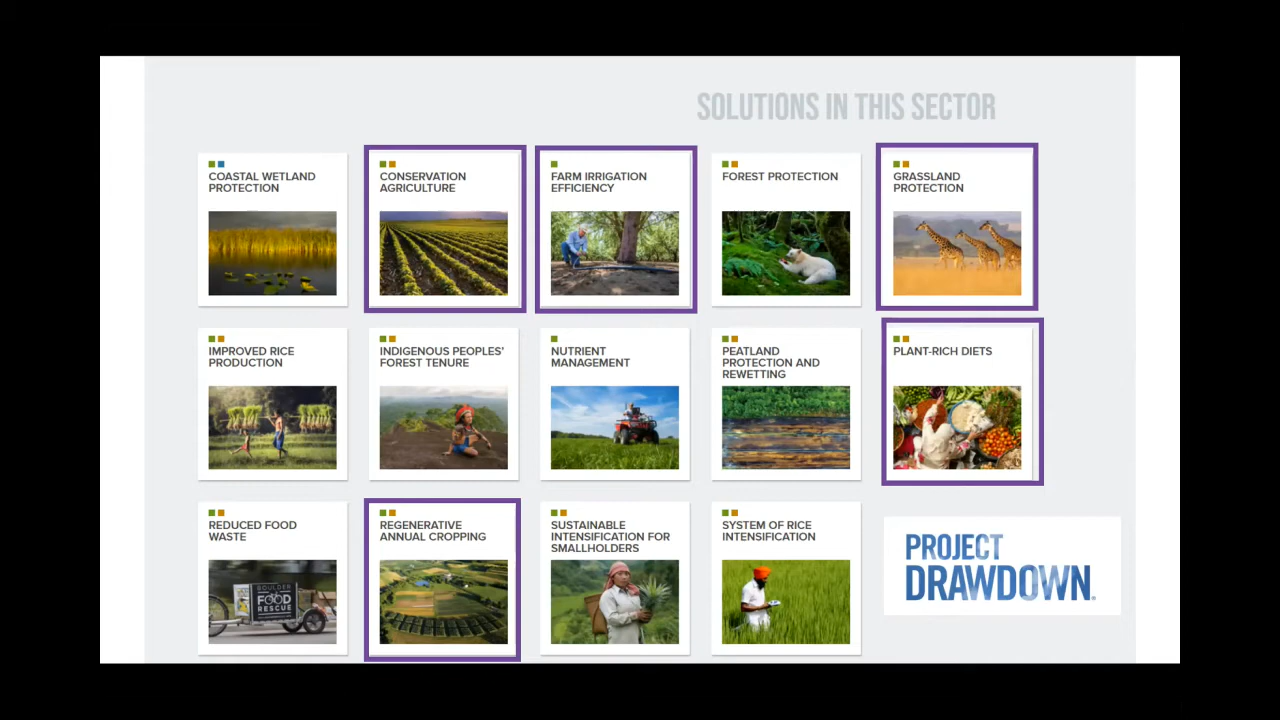 SOLUTIONS IN THIS SECTOR
COASTAL WETLAND
PROTECTION
CONSERVATION
AGRICULTURE
FARM IRRIGATION
EFFICIENCY
FOREST PROTECTION
GRASSLAND
PROTECTION
IMPROVED RICE
PRODUCTION
INDIGENOUS PEOPLES’
FOREST TENURE
NUTRIENT
MANAGEMENT
PEATLAND
PROTECTION AND
REWETTING
PLANT-RICH DIETS
REDUCED FOOD
WASTE
BOULDER
FOOD
RESCUE
REGENERATIVE
ANNUAL CROPPING
SUSTAINABLE
INTENSIFICATION FOR
SMALLHOLDERS
SYSTEM OF RICE
INTENSIFICATION
PROJECT
DRAWDOWN®